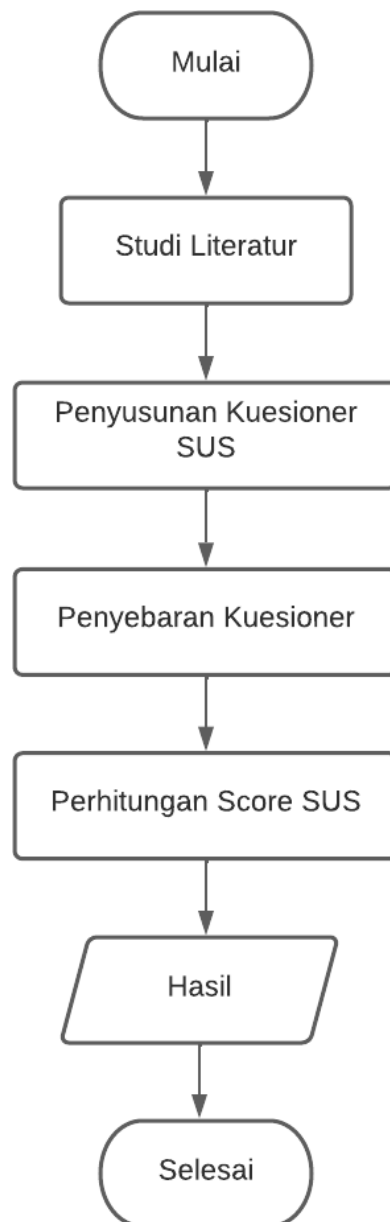 Mulai
Studi Literatur
Penyusunan Kuesioner
SUS
Penyebaran Kuesioner
Perhitungan Score SUS
Hasil
Selesai